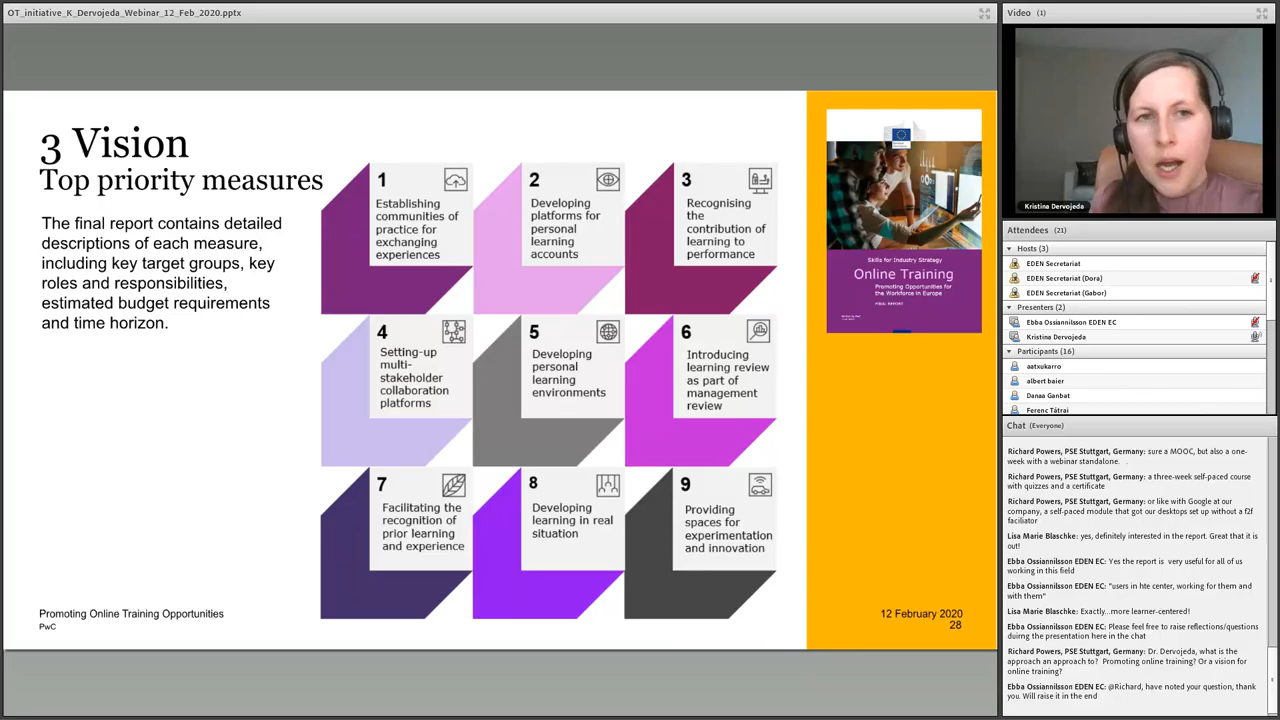 OT_initiative_K_Dervojeda_Webinar_12_Feb_2020.pptx
3 Vision
Top priority measures
The final report contains detailed
descriptions of each measure,
including key target groups, key
roles and responsibilities,
estimated budget requirements
and time horizon.
1
Establishing
communities of
practice for
exchanging
experiences
2
Developing
platforms for
personal
learning
accounts
3
Recognising
the
contribution of
learning to
performance
4
Setting-up
multi-
stakeholder
collaboration
platforms
5
Developing
personal
learning
environments
6
Introducing
learning review
as part of
management
review
7
Facilitating the
recognition of
prior learning
and experience
8
Developing
learning in real
situation
9
Providing
spaces for
experimentation
and innovation
Skills for Industry Strategy
Online Training
Promoting Opportunities for
the Workforce in Europe
FINAL REPORT
Promoting Online Training Opportunities
PwC
12 February 2020
28
Video (1)
Kristina Dervojeda
Attendees (21)
Hosts (3)
EDEN Secretariat
EDEN Secretariat (Dora)
EDEN Secretariat (Gabor)
Presenters (2)
Ebba Ossiannilsson EDEN EC
Kristina Dervojeda
Participants (16)
aatxukarro
albert baier
Danaa Ganbat
Ferenc Tátrai
Chat (Everyone)
Richard Powers, PSE Stuttgart, Germany: sure a MOOC, but also a one-
week with a webinar standalone. .
Richard Powers, PSE Stuttgart, Germany: a three-week self-paced course
with quizzes and a certificate
Richard Powers, PSE Stuttgart, Germany: or like with Google at our
company, a self-paced module that got our desktops set up without a f2f
faciliator
Lisa Marie Blaschke: yes, definitely interested in the report. Great that it is
out!
Ebba Ossiannilsson EDEN EC: Yes the report is very useful for all of us
working in this field
Ebba Ossiannilsson EDEN EC: "users in hte center, working for them and
with them"
Lisa Marie Blaschke: Exactly...more learner-centered!
Ebba Ossiannilsson EDEN EC: Please feel free to raise reflections/questions
duirng the presentation here in the chat
Richard Powers, PSE Stuttgart, Germany: Dr. Dervojeda, what is the
approach an approach to? Promoting online training? Or a vision for
online training?
Ebba Ossiannilsson EDEN EC: @Richard, have noted your question, thank
you. Will raise it in the end